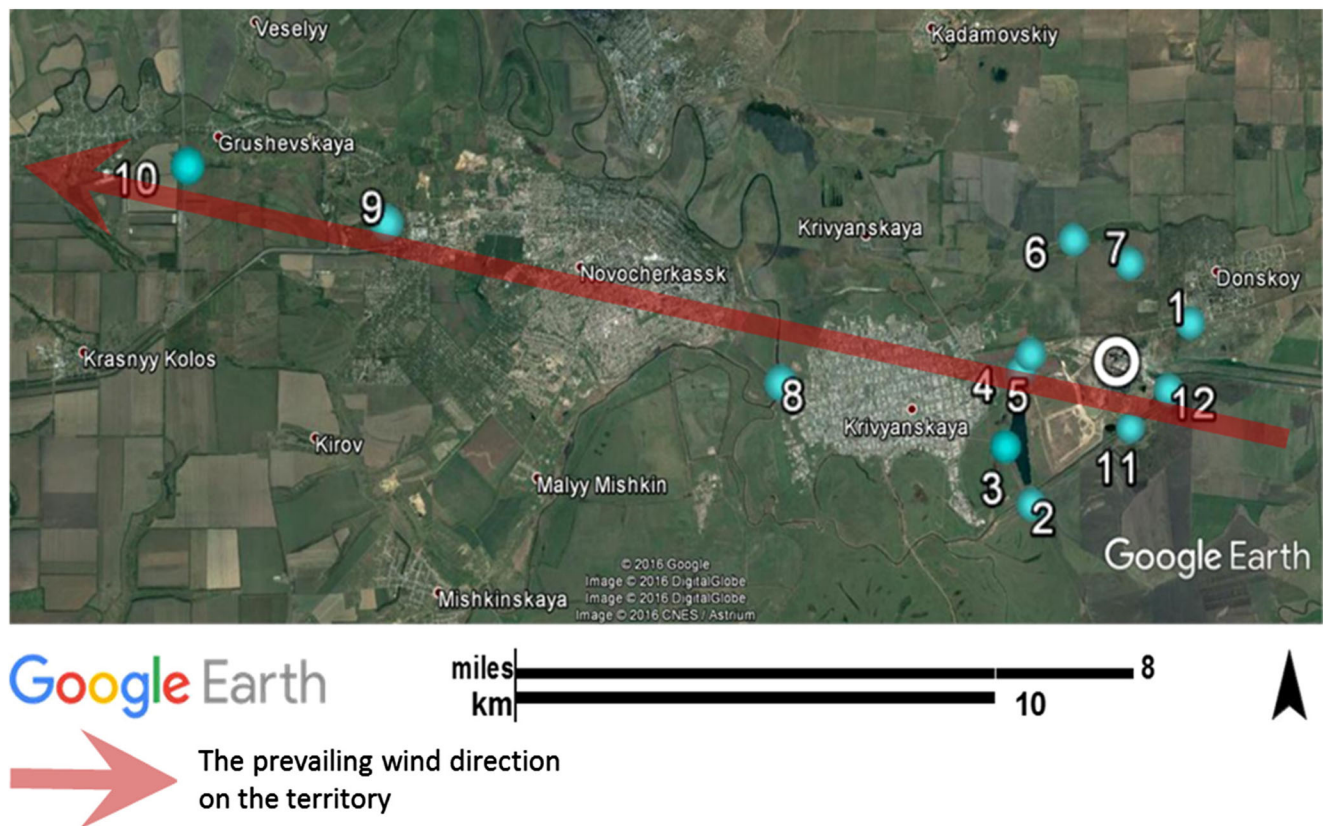 Veselyy
Kadamovskiy
Grushevskaya
10
9
Krivyanskaya
6
7
Donskoy
Novocherkassk
1
Krasnyy Kolos
O
4
5
8
12
Krivyanskaya
Kirov
11
Malyy Mishkin
3
2
Google Earth
© 2016 Google
Image © 2016 DigitalGlobe
Image © 2016 DigitalGlobe
Image © 2016 CNES / Astrium
Mishkinskaya
Google Earth
miles 8
km 10
The prevailing wind direction
on the territory